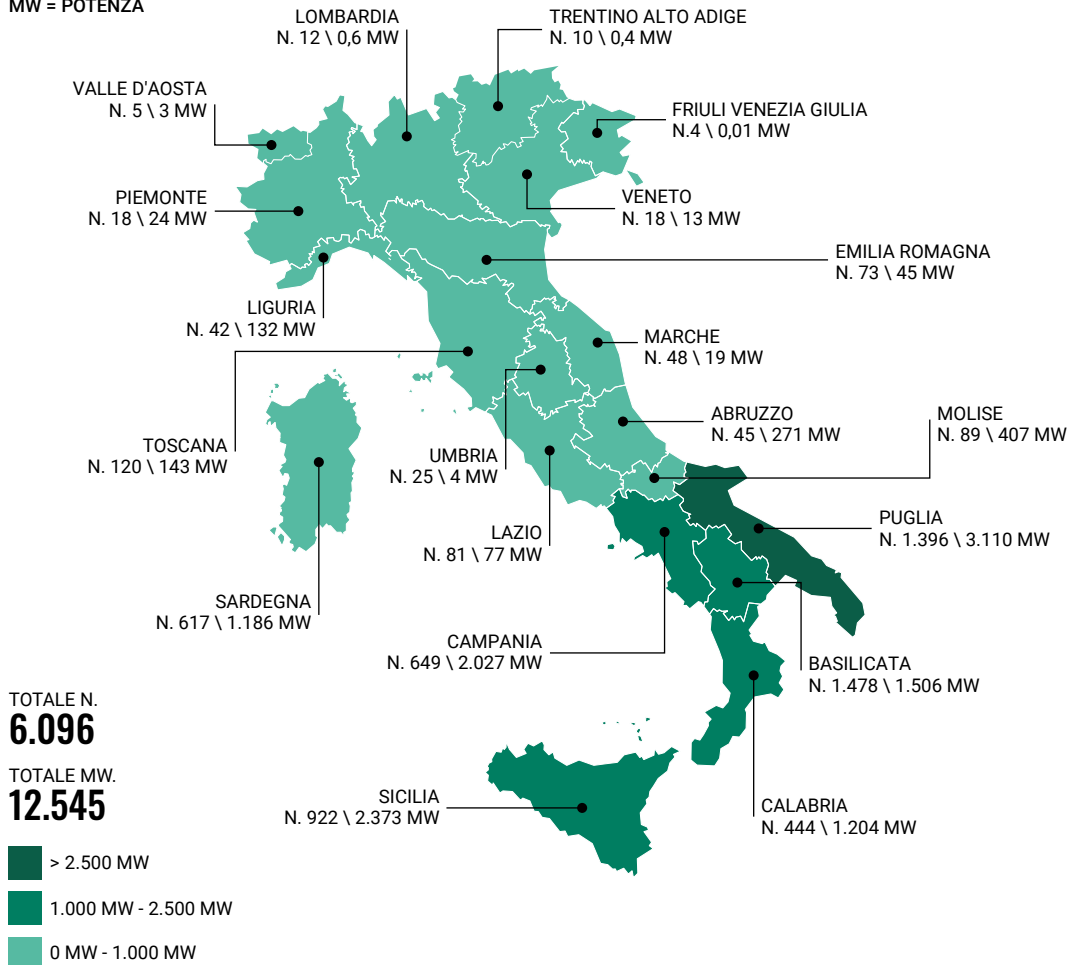 MW = POTENZA
LOMBARDIA
N. 12 \ 0,6 MW
TRENTINO ALTO ADIGE
N. 10 \ 0,4 MW
VALLE D'AOSTA
N. 5 \ 3 MW
FRIULI VENEZIA GIULIA
N.4 \ 0,01 MW
PIEMONTE
N. 18 \ 24 MW
VENETO
N. 18 \ 13 MW
EMILIA ROMAGNA
N. 73 \ 45 MW
LIGURIA
N. 42 \ 132 MW
MARCHE
N. 48 \ 19 MW
ABRUZZO
N. 45 \ 271 MW
MOLISE
N. 89 \ 407 MW
TOSCANA
N. 120 \ 143 MW
UMBRIA
N. 25 \ 4 MW
PUGLIA
N. 1.396 \ 3.110 MW
LAZIO
N. 81 \ 77 MW
SARDEGNA
N. 617 \ 1.186 MW
CAMPANIA
N. 649 \ 2.027 MW
BASILICATA
N. 1.478 \ 1.506 MW
TOTALE N.
6.096
TOTALE MW.
12.545
SICILIA
N. 922 \ 2.373 MW
CALABRIA
N. 444 \ 1.204 MW
> 2.500 MW
1.000 MW - 2.500 MW
0 MW - 1.000 MW